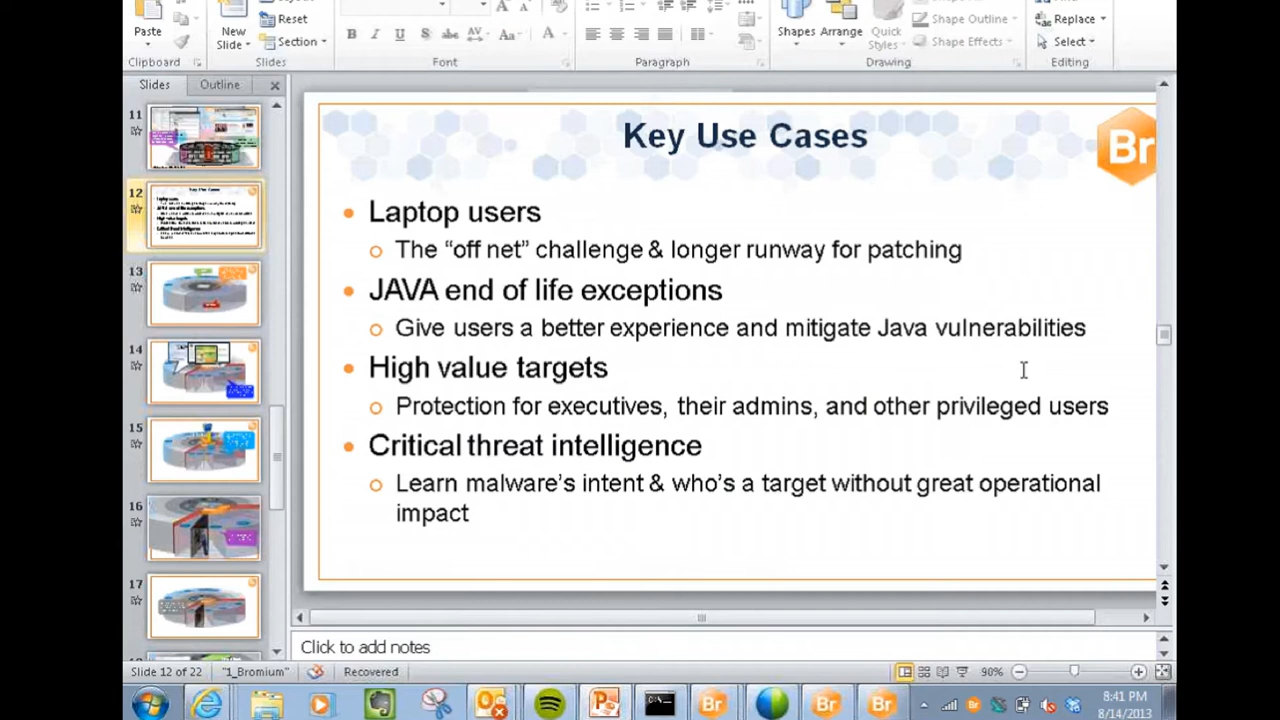 Paste
New
Slide
Reset
Section
Shape Outline
Shapes Arrange Quick
Styles
Shape Effects
Replace
Select
Clipboard Slides Font Paragraph Drawing Editing
Slides Outline
11
12
13
14
15
16
17
Key Use Cases
Br
Laptop users
The “off net” challenge & longer runway for patching
JAVA end of life exceptions
Give users a better experience and mitigate Java vulnerabilities
High value targets
Protection for executives, their admins, and other privileged users
Critical threat intelligence
Learn malware’s intent & who’s a target without great operational
impact
Click to add notes
Slide 12 of 22 "1_Bromium" Recovered 90%
8:41 PM
8/14/2013